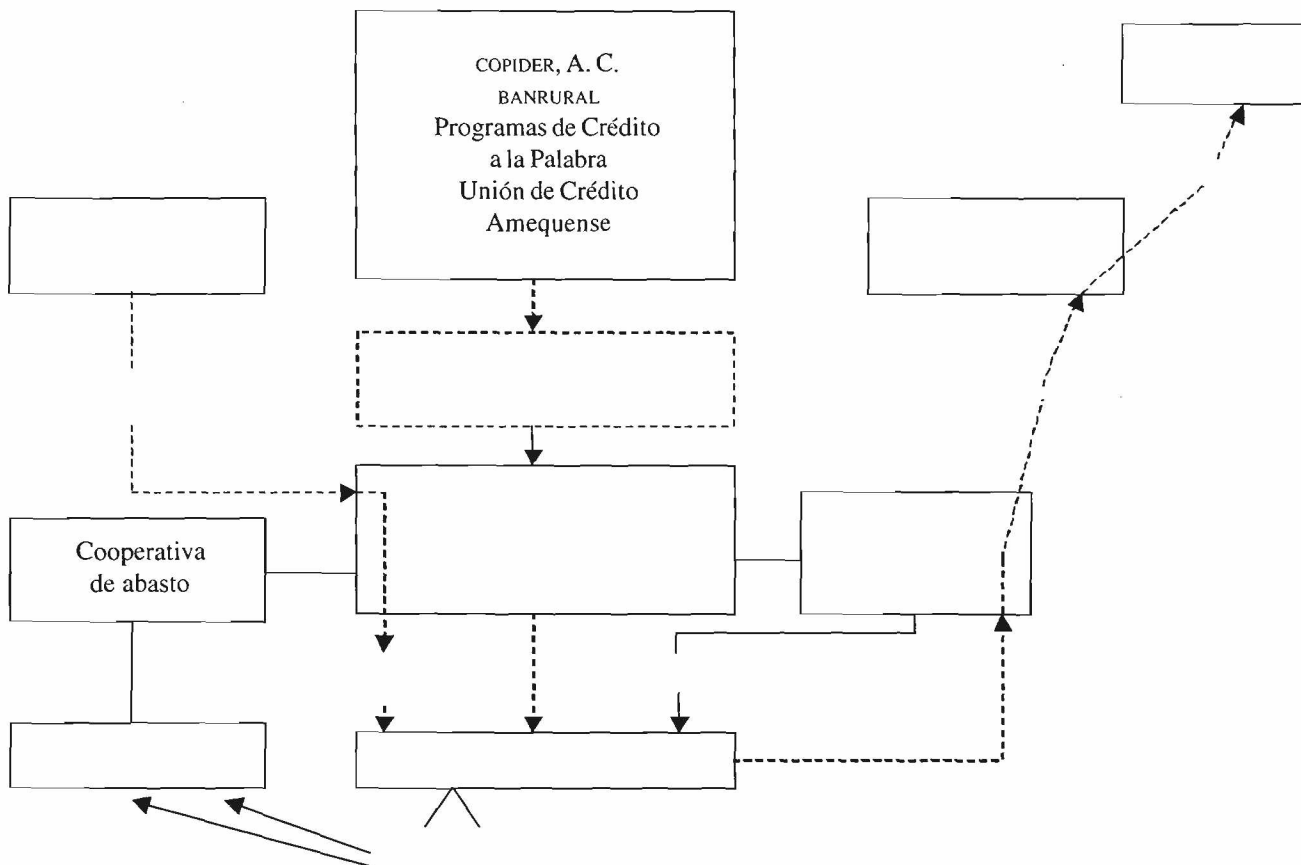 COPIDER, A. C.
BANRURAL
Programas de Crédito
a la Palabra
Unión de Crédito
Amequense
Cooperativa
de abasto